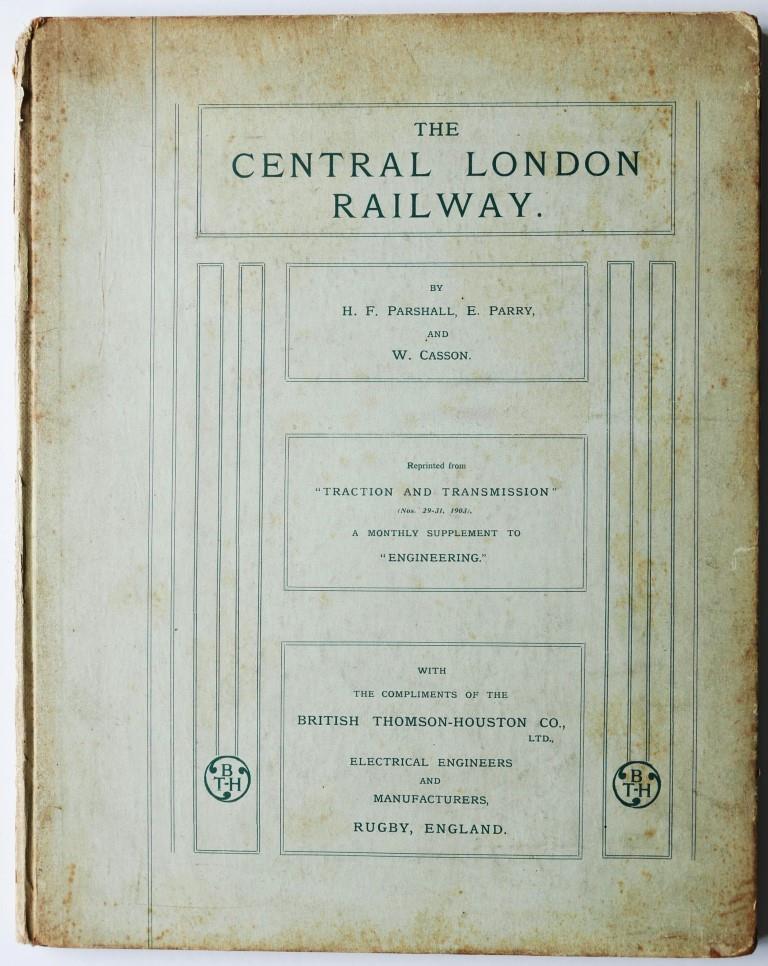 THE
CENTRAL LONDON
RAILWAY.
BY
H. F. PARSHALL, E. PARRY,
AND
W. CASSON.
Reprinted from
"TRACTION AND TRANSMISSION"
(Nos. 29-31, 1903),
A MONTHLY SUPPLEMENT TO
"ENGINEERING."
WITH
THE COMPLIMENTS OF THE
BRITISH THOMSON-HOUSTON CO.,
LTD.,
ELECTRICAL ENGINEERS
AND
MANUFACTURERS,
RUGBY, ENGLAND.
B
T-H
B
T-H